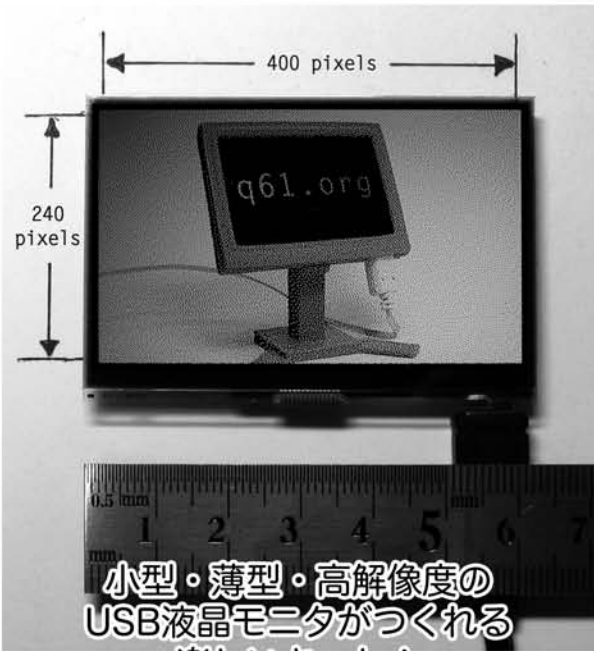 400 pixels
240
pixels
q61.org
0.5 mm
mm
1 2 3 4 5 6 7
mm
小型・薄型・高解像度の
USB液晶モニタがつくれる